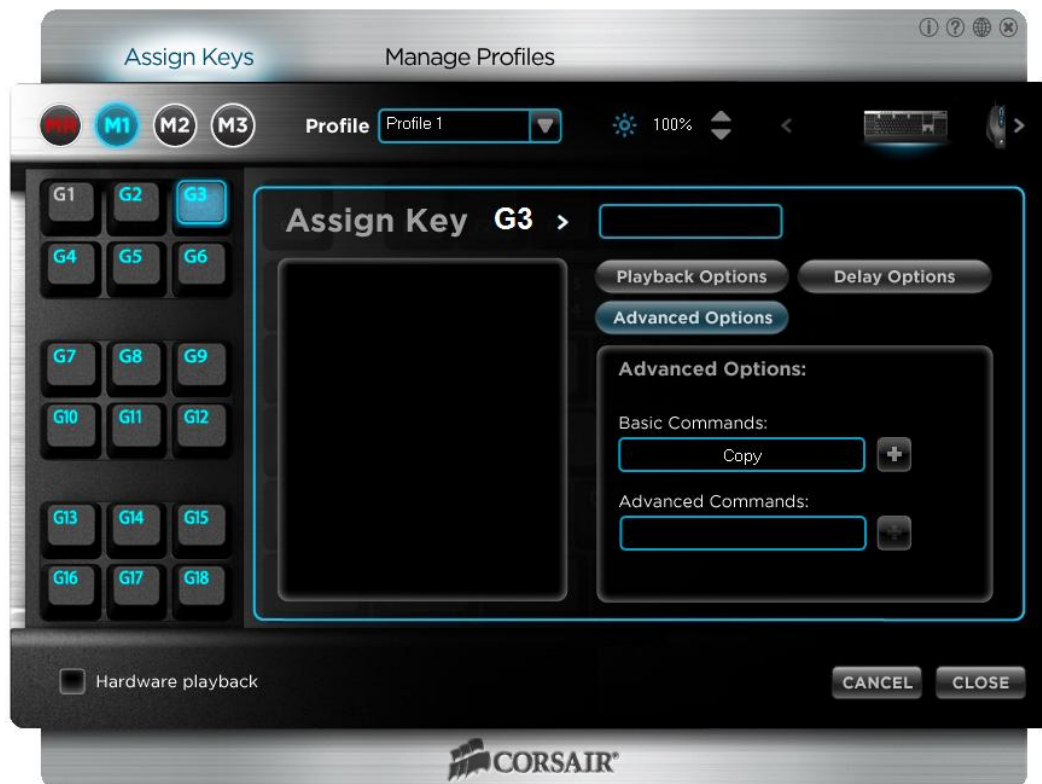 Assign Keys Manage Profiles
MR M1 M2 M3 Profile Profile 1 100%
G1 G2 G3
Assign Key G3 >
G4 G5 G6
Playback Options Delay Options
Advanced Options
G7 G8 G9
Advanced Options:
G10 G11 G12
Basic Commands:
Copy
Advanced Commands:
G13 G14 G15
G16 G17 G18
Hardware playback
CANCEL CLOSE
CORSAIR